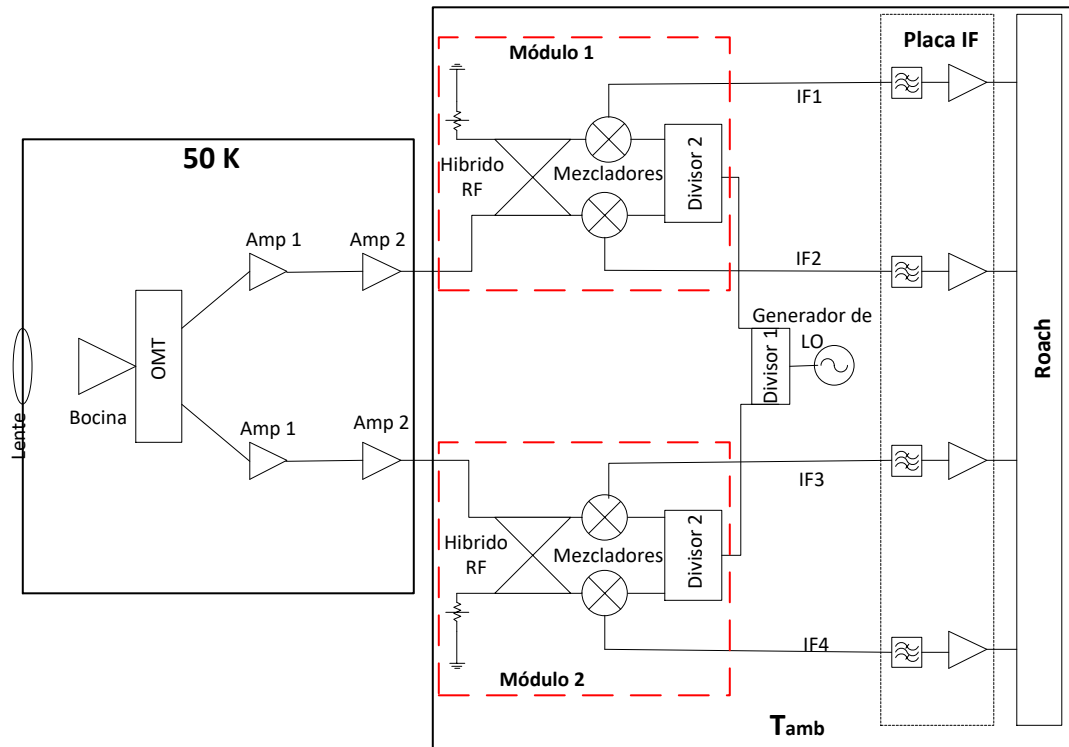 Módulo 1
Placa IF
IF1
50 K
Hibrido
RF
Mezcladores
Divisor 2
Amp 1
Amp 2
IF2
Generador de
LO
Divisor 1
OMT
Lente
Bocina
Roach
Amp 1
Amp 2
IF3
Hibrido
RF
Mezcladores
Divisor 2
IF4
Módulo 2
Tamb